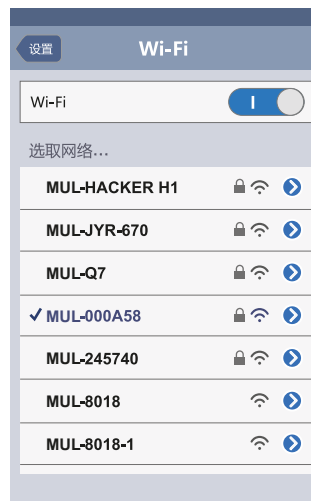 设置
Wi-Fi
Wi-Fi
选取网络...
MUL-HACKER H1
MUL-JYR-670
MUL-Q7
MUL-000A58
MUL-245740
MUL-8018
MUL-8018-1